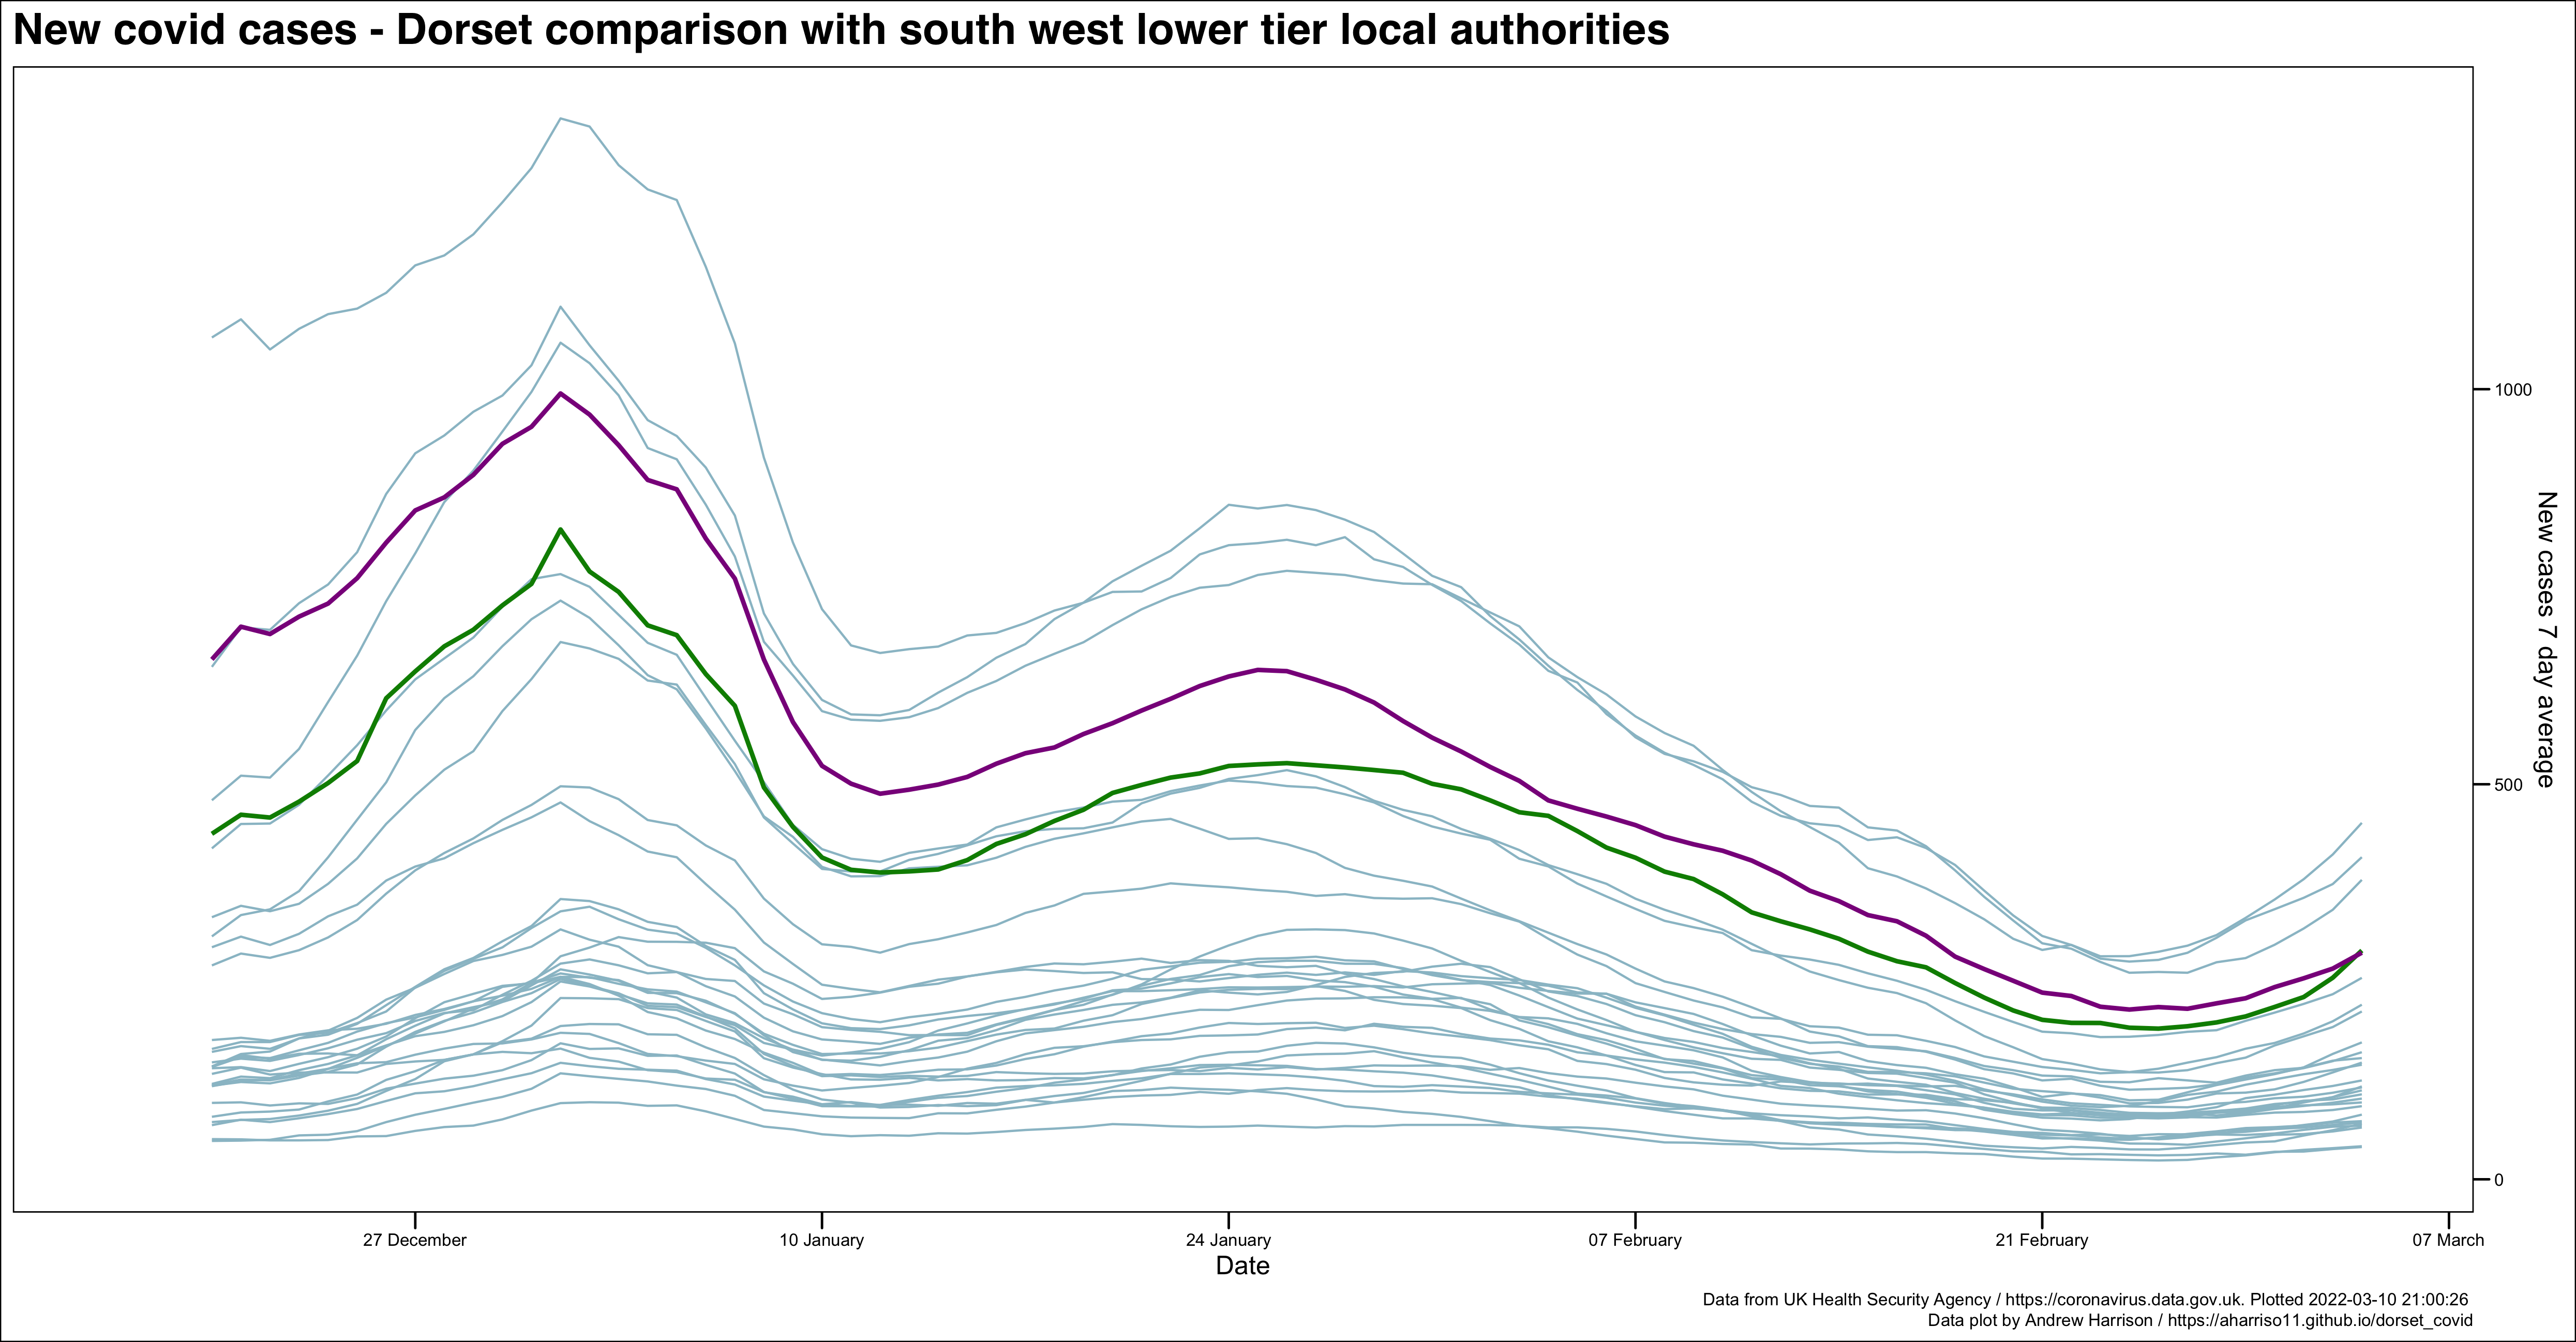 New covid cases - Dorset comparison with south west lower tier local authorities
1000
500
0
New cases 7 day average
27 December
10 January
24 January
07 February
21 February
07 March
Date
Data from UK Health Security Agency / https://coronavirus.data.gov.uk. Plotted 2022-03-10 21:00:26
Data plot by Andrew Harrison / https://aharriso11.github.io/dorset_covid